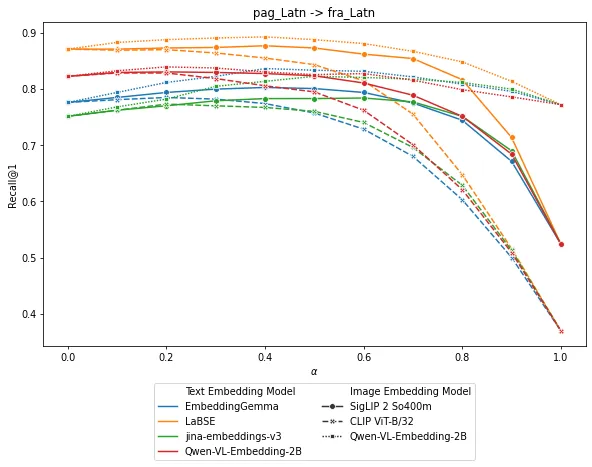 pag_Latn -> fra_Latn
Recall@1
0.9
0.8
0.7
0.6
0.5
0.4
0.0 0.2 0.4 0.6 0.8 1.0
α
Text Embedding Model Image Embedding Model
EmbeddingGemma SigLIP 2 So400m
LaBSE CLIP ViT-B/32
jina-embeddings-v3 Qwen-VL-Embedding-2B
Qwen-VL-Embedding-2B